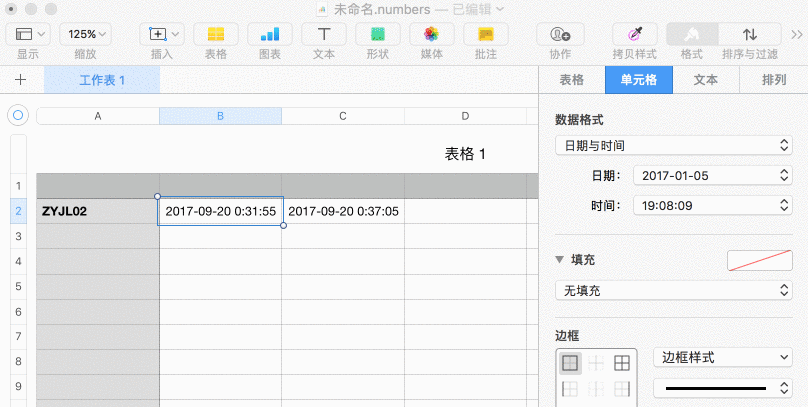 未命名.numbers — 已编辑
125%
显示 缩放 插入 表格 图表 文本 形状 媒体 批注 协作 拷贝样式 格式 排序与过滤
工作表 1
表格 单元格 文本 排列
A B C D
表格 1
1
2 ZYJL02 2017-09-20 0:31:55 2017-09-20 0:37:05
3
4
5
6
7
8
9
数据格式
日期与时间
日期： 2017-01-05
时间： 19:08:09
填充
无填充
边框
边框样式